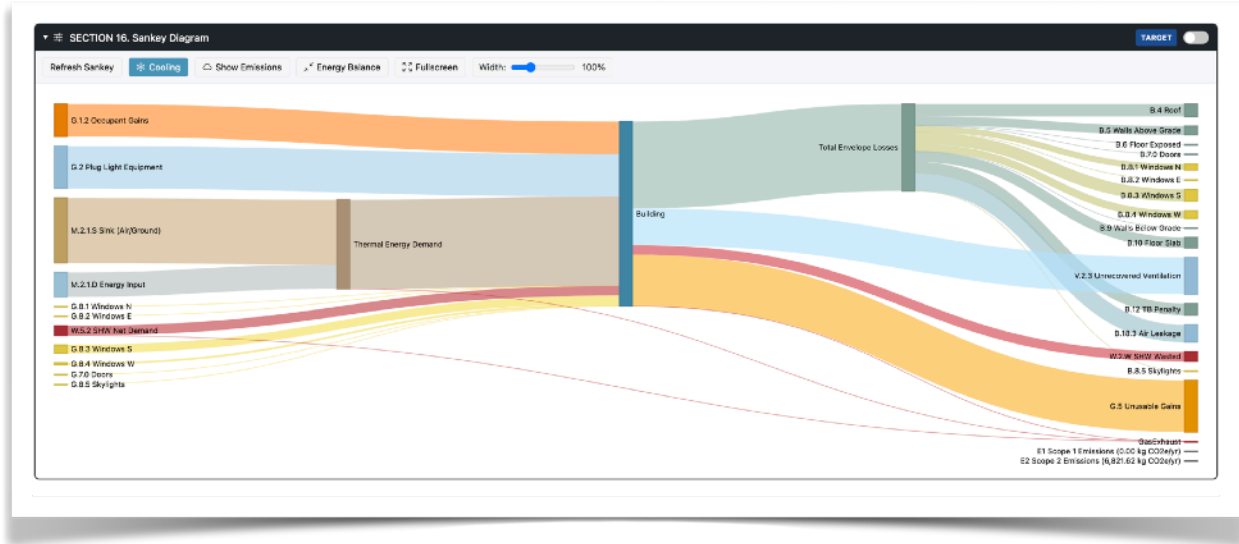 SECTION 16. Sankey Diagram
TARGET
Refresh Sankey
Cooling
Show Emissions
Energy Balance
Fullscreen
Width:
100%
G.1.2 Occupant Gains
G.2 Plug Light Equipment
M.2.1.S Sink (Air/Ground)
M.2.1.D Energy Input
G.8.1 Windows N
G.8.2 Windows E
W.5.2 SHW Net Demand
G.8.3 Windows S
G.8.4 Windows W
G.7.0 Doors
G.8.5 Skylights
Thermal Energy Demand
Building
Total Envelope Losses
B.4 Roof
B.5 Walls Above Grade
B.6 Floor Exposed
B.7.0 Doors
B.8.1 Windows N
B.8.2 Windows E
B.8.3 Windows S
B.8.4 Windows W
B.9 Walls Below Grade
B.10 Floor Slab
V.2.3 Unrecovered Ventilation
B.12 TB Penalty
B.18.3 Air Leakage
W.2.W SHW Wasted
B.8.5 Skylights
G.5 Unusable Gains
GasExhaust
E1 Scope 1 Emissions (0.00 kg CO2e/yr)
E2 Scope 2 Emissions (6,821.62 kg CO2e/yr)